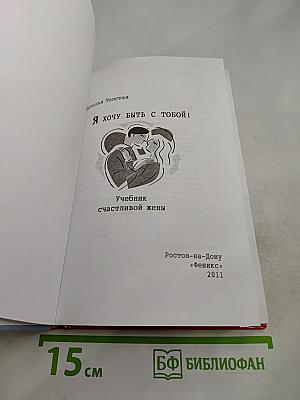 Наталья Толстая
Я ХОЧУ БЫТЬ С ТОБОЙ!
Учебник
счастливой жены
Ростов-на-Дону
«Феникс»
2011
15 см
БФ БИБЛИОФАН